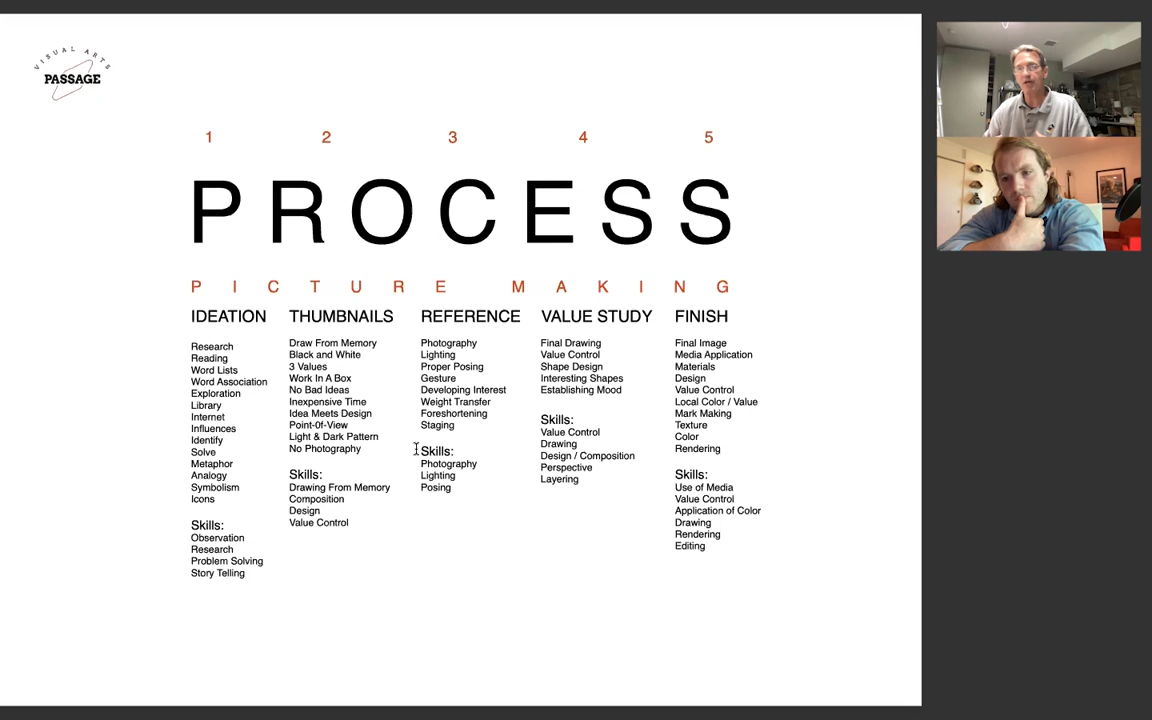 VISUAL ARTS
PASSAGE
1 2 3 4 5
PROCESS
PICTURE MAKING
IDEATION
Research
Reading
Word Lists
Word Association
Exploration
Library
Internet
Influences
Identify
Solve
Metaphor
Analogy
Symbolism
Icons
Skills:
Observation
Research
Problem Solving
Story Telling
THUMBNAILS
Draw From Memory
Black and White
3 Values
Work In A Box
No Bad Ideas
Inexpensive Time
Idea Meets Design
Point-0f-View
Light & Dark Pattern
No Photography
Skills:
Drawing From Memory
Composition
Design
Value Control
REFERENCE
Photography
Lighting
Proper Posing
Gesture
Developing Interest
Weight Transfer
Foreshortening
Staging
Skills:
Photography
Lighting
Posing
VALUE STUDY
Final Drawing
Value Control
Shape Design
Interesting Shapes
Establishing Mood
Skills:
Value Control
Drawing
Design / Composition
Perspective
Layering
FINISH
Final Image
Media Application
Materials
Design
Value Control
Local Color / Value
Mark Making
Texture
Color
Rendering
Skills:
Use of Media
Value Control
Application of Color
Drawing
Rendering
Editing